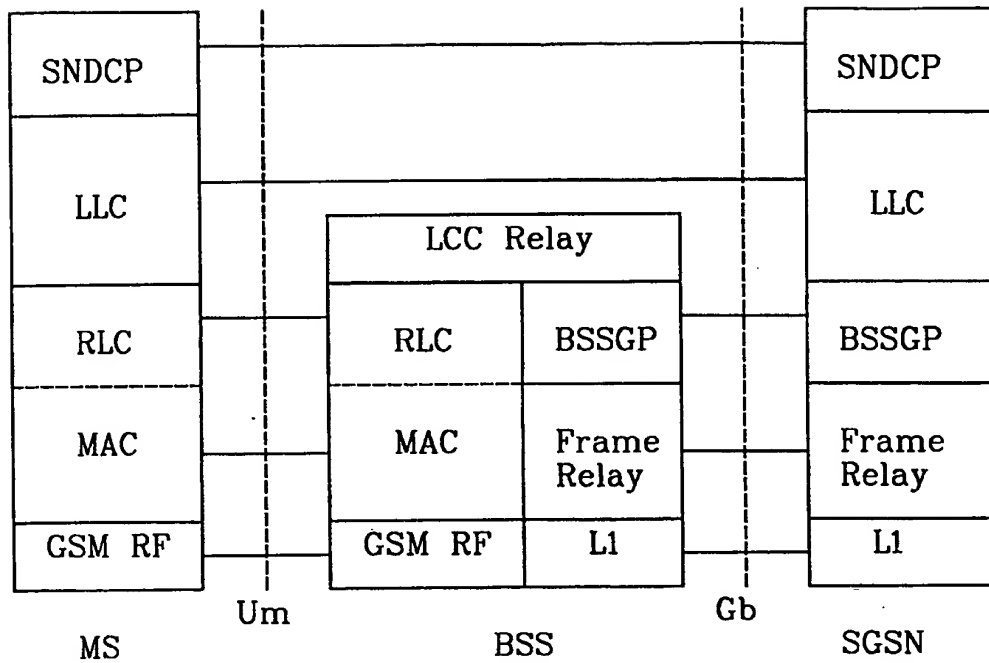 SNDCP
LLC
RLC
MAC
GSM RF
MS
Um
LCC Relay
RLC
BSSGP
MAC
Frame
Relay
GSM RF
L1
BSS
Gb
SNDCP
LLC
BSSGP
Frame
Relay
L1
SGSN